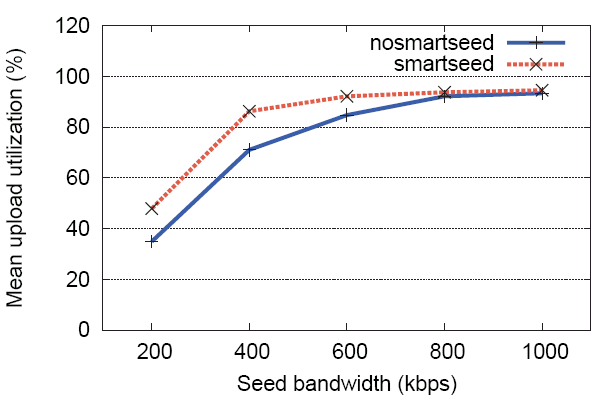 120
100
80
60
40
20
0
Mean upload utilization (%)
nosmartseed
smartseed
200 400 600 800 1000
Seed bandwidth (kbps)